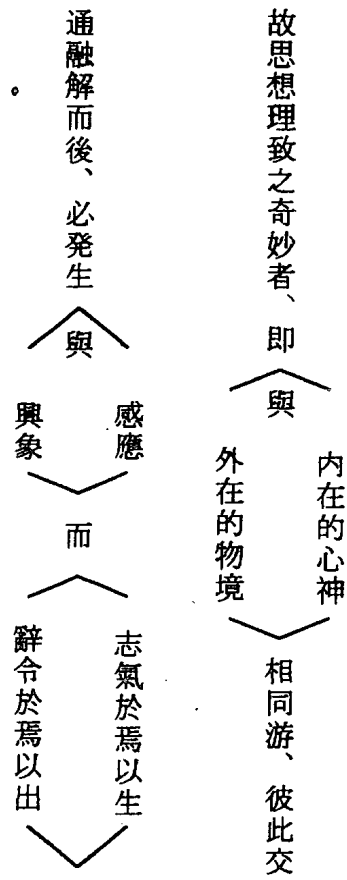 故思想理致之奇妙者、即
内在的心神
與
外在的物境
相同游、彼此交
通融解而後、必発生
感應
與
興象
而
志氣於焉以生
辭令於焉以出
。